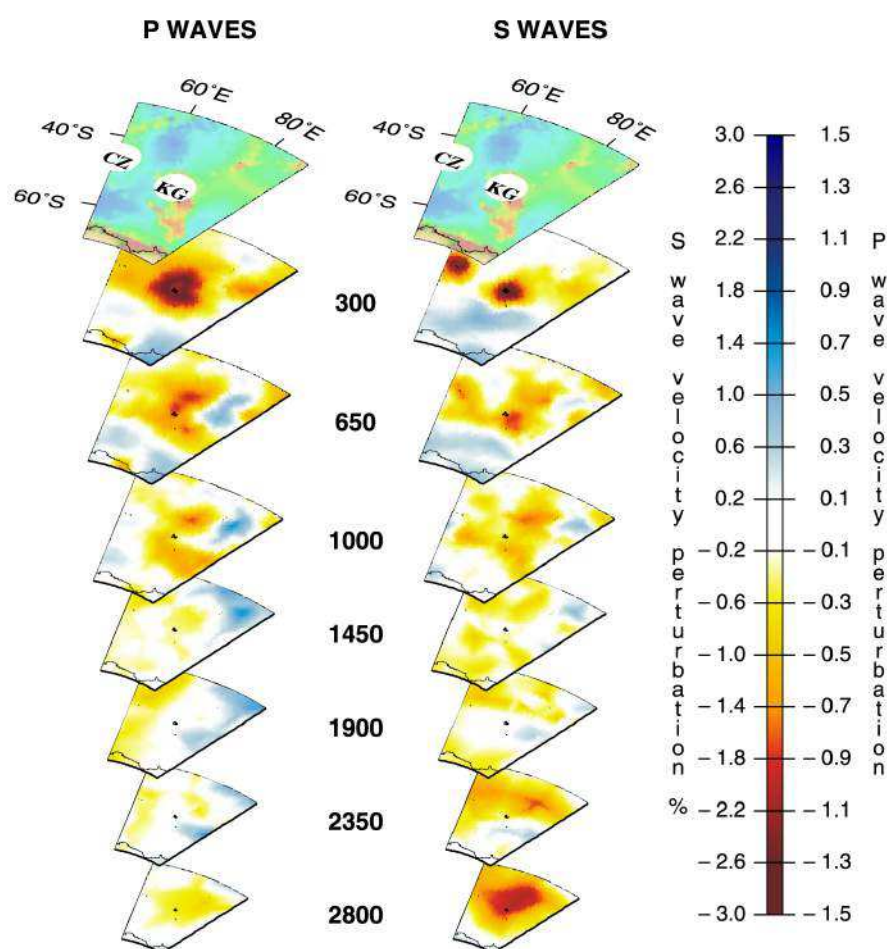 P WAVES
S WAVES
60°E
80°E
40°S
60°S
CZ
KG
60°E
80°E
40°S
60°S
CZ
KG
300
650
1000
1450
1900
2350
2800
S wave velocity perturbation %
3.0
2.6
2.2
1.8
1.4
1.0
0.6
0.2
– 0.2
– 0.6
– 1.0
– 1.4
– 1.8
– 2.2
– 2.6
– 3.0
1.5
1.3
1.1
0.9
0.7
0.5
0.3
0.1
– 0.1
– 0.3
– 0.5
– 0.7
– 0.9
– 1.1
– 1.3
– 1.5
P wave velocity perturbation